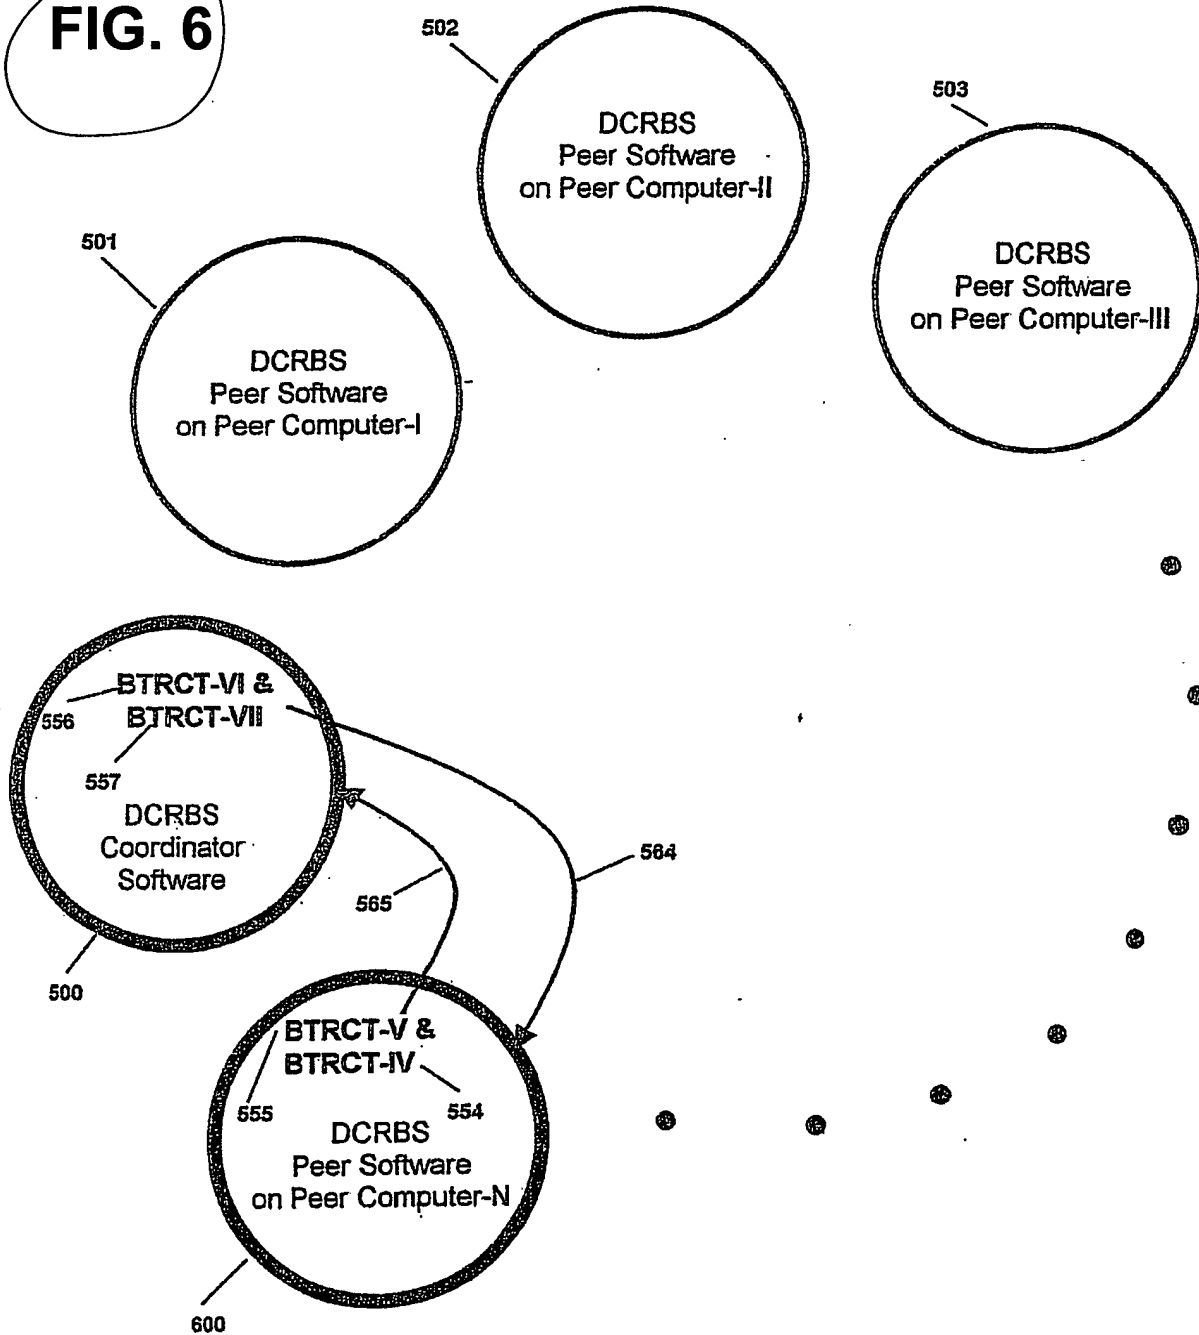 FIG. 6
502
DCRBS
Peer Software
on Peer Computer-II
503
DCRBS
Peer Software
on Peer Computer-III
501
DCRBS
Peer Software
on Peer Computer-I
BTRCT-VI &
BTRCT-VII
556
557
DCRBS
Coordinator
Software
500
565
564
BTRCT-V &
BTRCT-IV
555
554
DCRBS
Peer Software
on Peer Computer-N
600